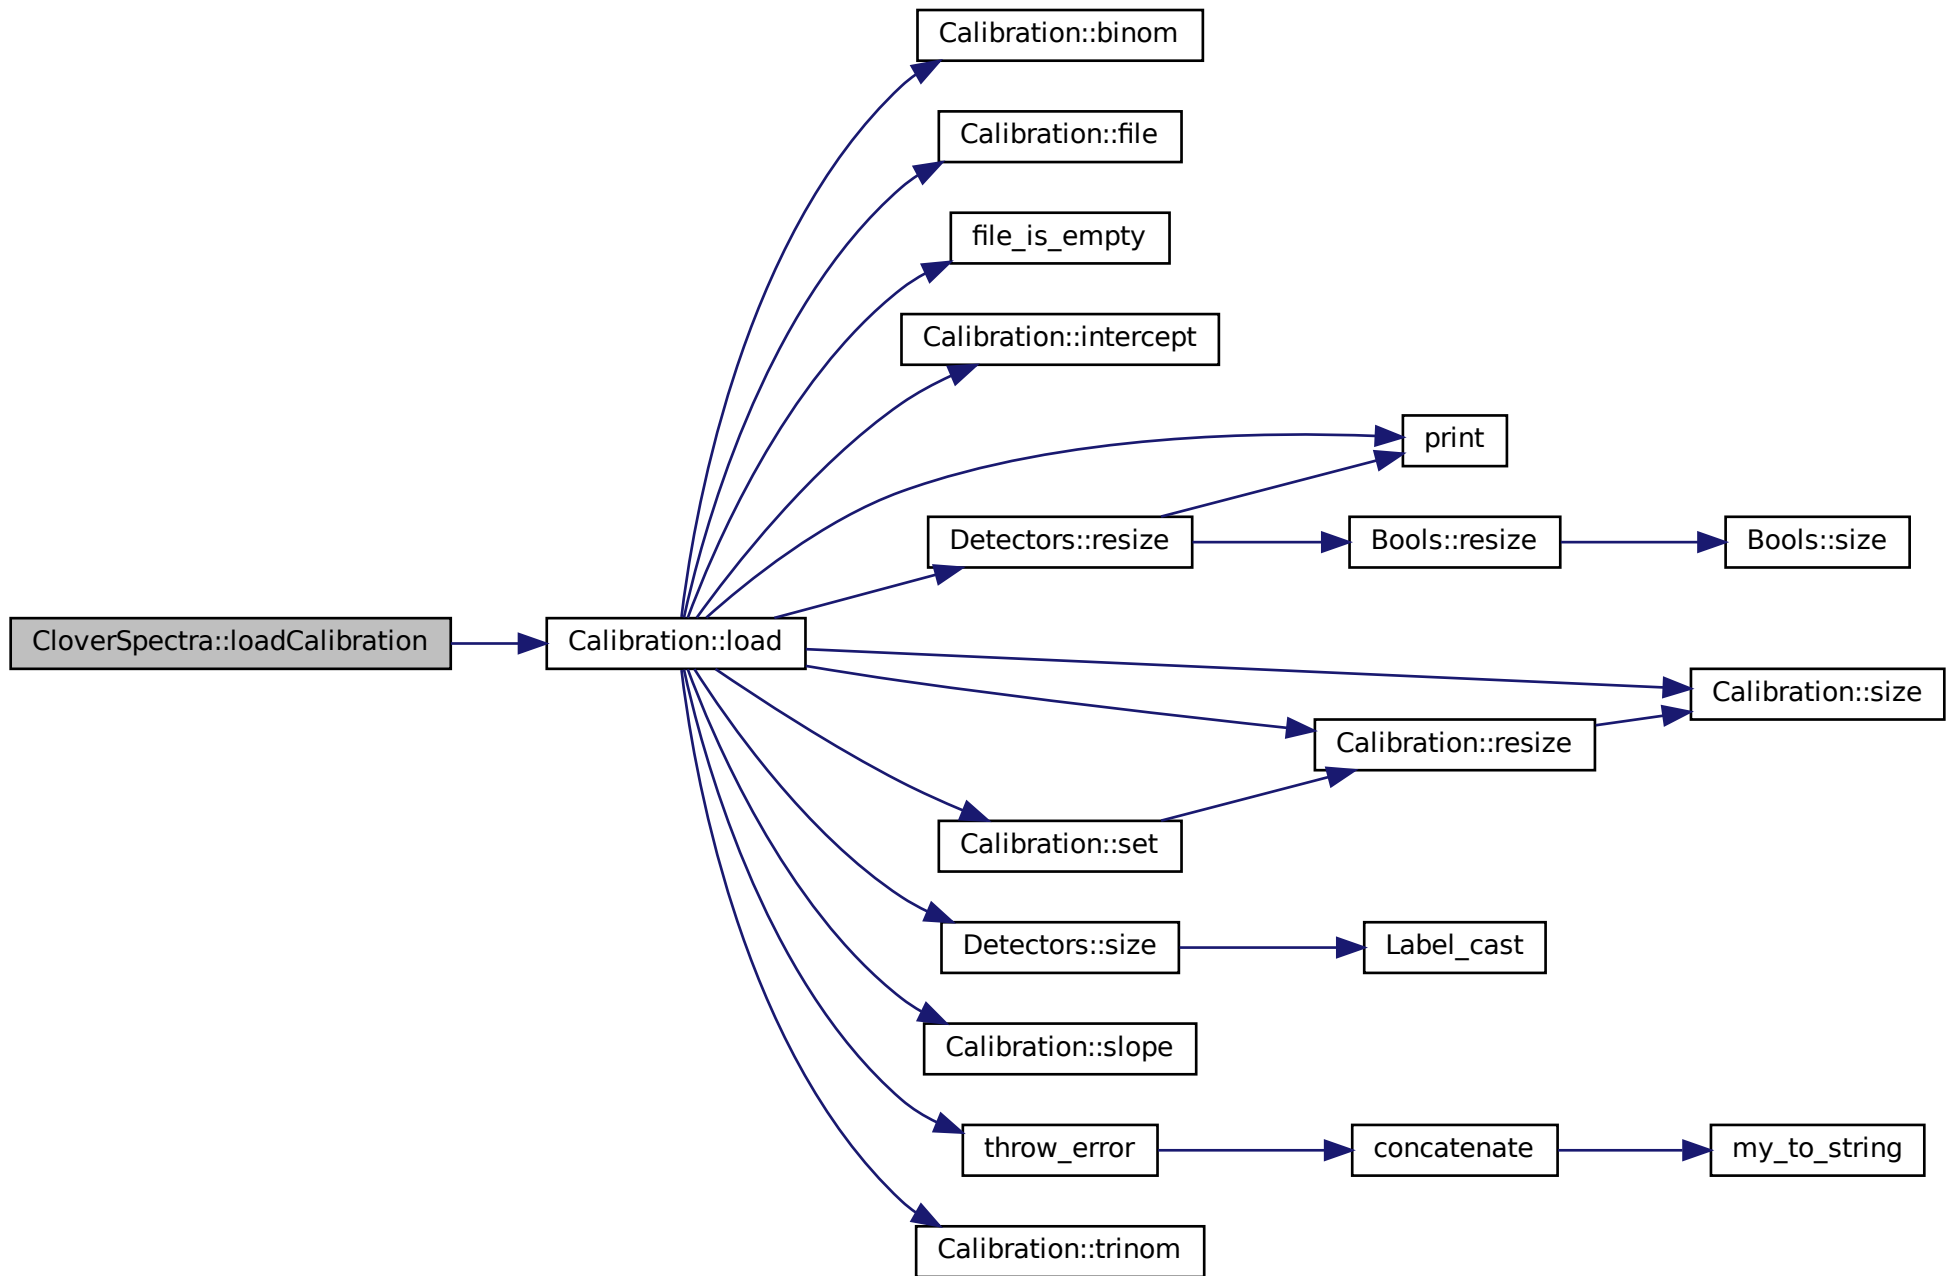 Calibration::binom
Calibration::file
file_is_empty
Calibration::intercept
print
Detectors::resize
Bools::resize
Bools::size
CloverSpectra::loadCalibration
Calibration::load
Calibration::size
Calibration::resize
Calibration::set
Detectors::size
Label_cast
Calibration::slope
throw_error
concatenate
my_to_string
Calibration::trinom